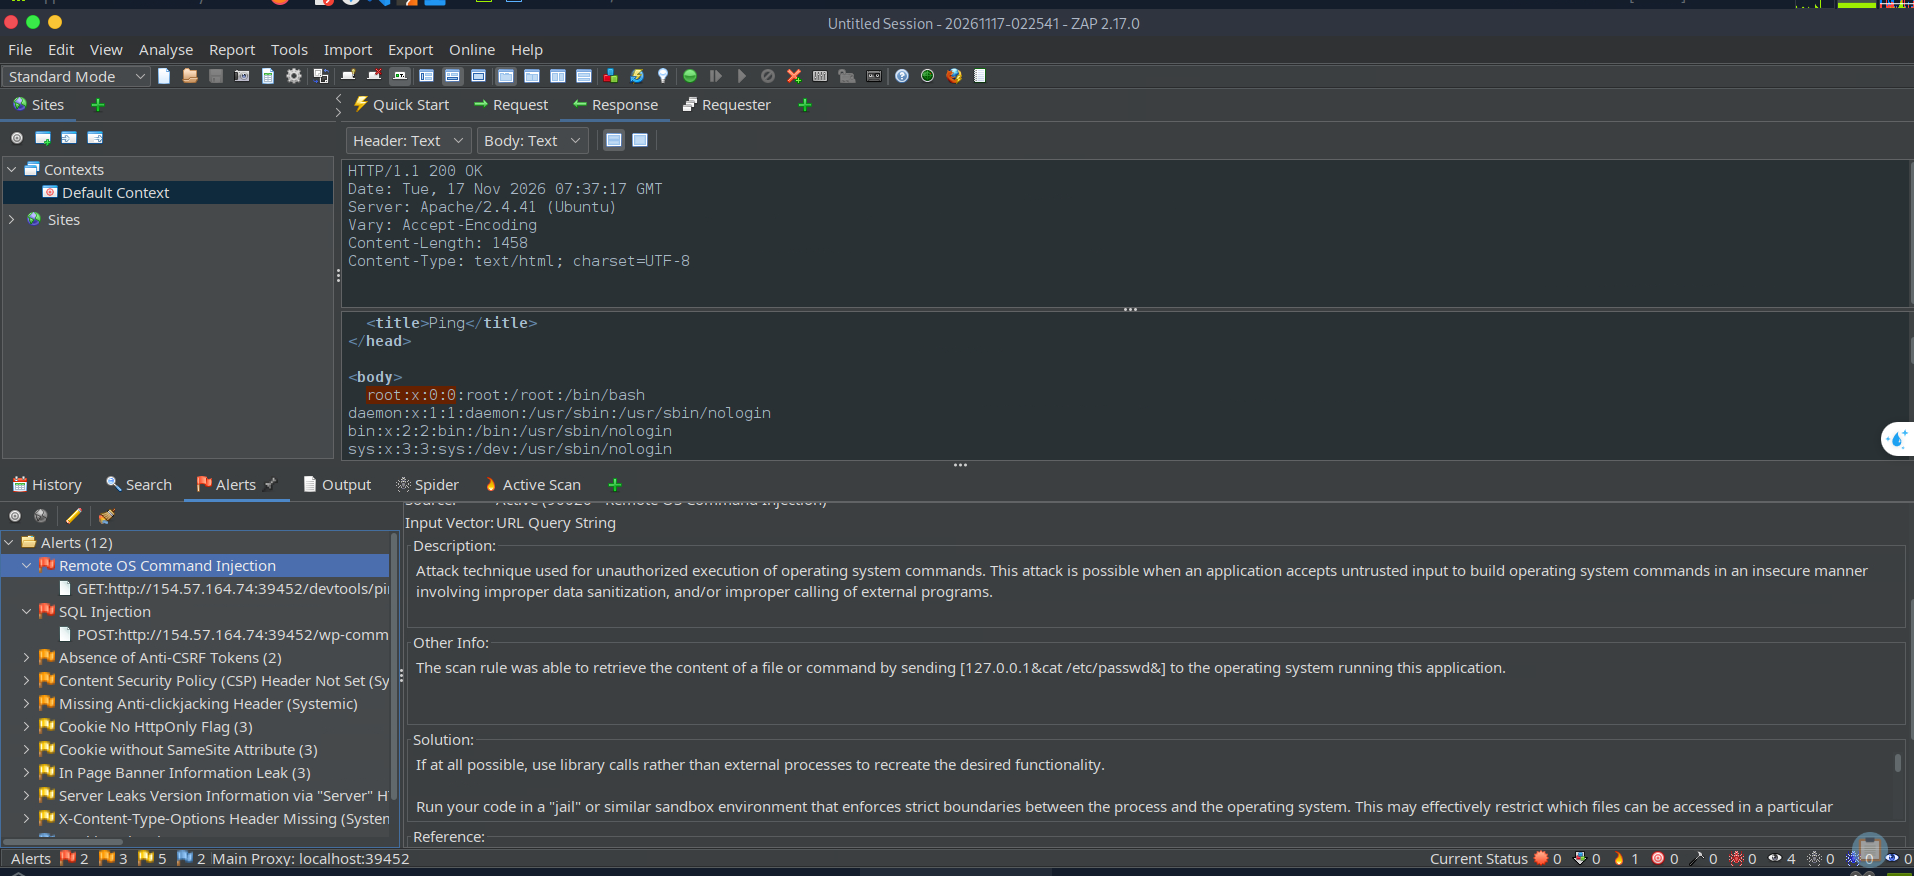 Untitled Session - 20261117-022541 - ZAP 2.17.0
File Edit View Analyse Report Tools Import Export Online Help
Standard Mode
Sites
Quick Start Request Response Requester
Header: Text Body: Text
Contexts
Default Context
Sites
HTTP/1.1 200 OK
Date: Tue, 17 Nov 2026 07:37:17 GMT
Server: Apache/2.4.41 (Ubuntu)
Vary: Accept-Encoding
Content-Length: 1458
Content-Type: text/html; charset=UTF-8
<title>Ping</title>
</head>
<body>
root:x:0:0:root:/root:/bin/bash
daemon:x:1:1:daemon:/usr/sbin:/usr/sbin/nologin
bin:x:2:2:bin:/bin:/usr/sbin/nologin
sys:x:3:3:sys:/dev:/usr/sbin/nologin
History Search Alerts Output Spider Active Scan
Alerts (12)
Remote OS Command Injection
GET:http://154.57.164.74:39452/devtools/pi
SQL Injection
POST:http://154.57.164.74:39452/wp-comm
Absence of Anti-CSRF Tokens (2)
Content Security Policy (CSP) Header Not Set (Sy
Missing Anti-clickjacking Header (Systemic)
Cookie No HttpOnly Flag (3)
Cookie without SameSite Attribute (3)
In Page Banner Information Leak (3)
Server Leaks Version Information via "Server" H
X-Content-Type-Options Header Missing (System
Input Vector: URL Query String
Description:
Attack technique used for unauthorized execution of operating system commands. This attack is possible when an application accepts untrusted input to build operating system commands in an insecure manner
involving improper data sanitization, and/or improper calling of external programs.
Other Info:
The scan rule was able to retrieve the content of a file or command by sending [127.0.0.1&cat /etc/passwd&] to the operating system running this application.
Solution:
If at all possible, use library calls rather than external processes to recreate the desired functionality.
Run your code in a "jail" or similar sandbox environment that enforces strict boundaries between the process and the operating system. This may effectively restrict which files can be accessed in a particular
Reference:
Alerts 2 3 5 2 Main Proxy: localhost:39452
Current Status 0 0 1 0 0 0 4 0 0 0